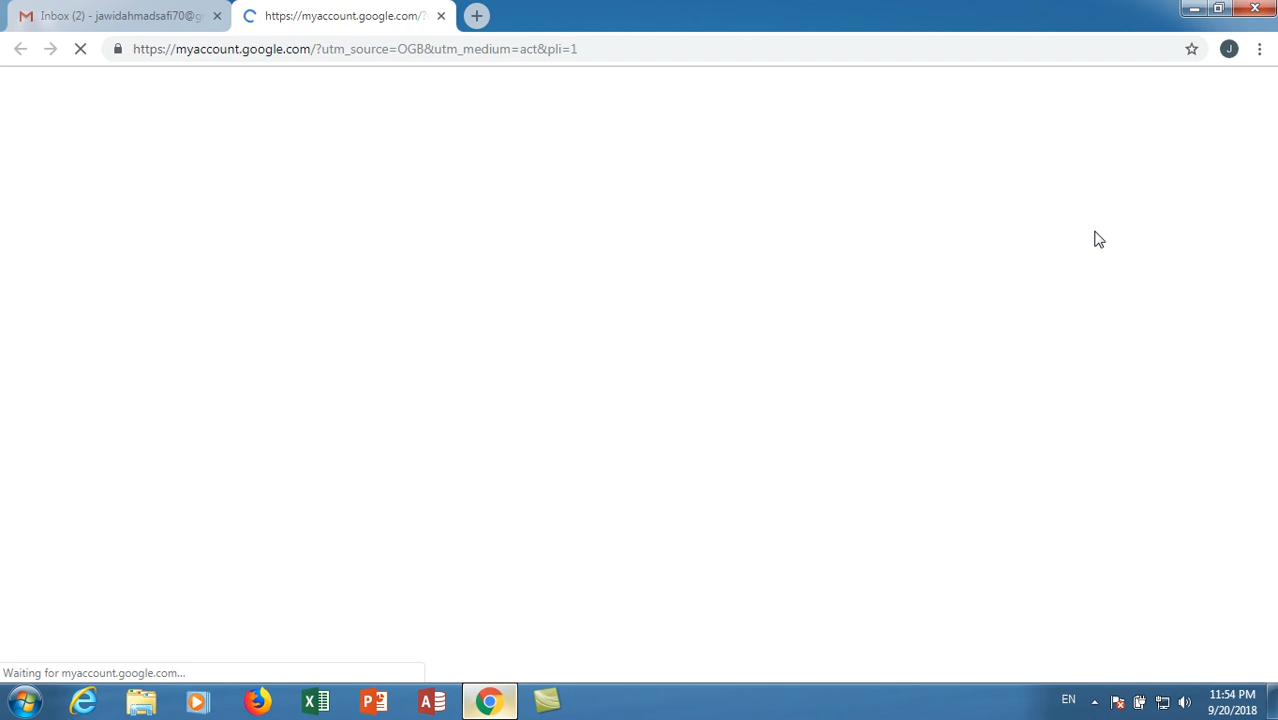 Inbox (2) - jawidahmadsafi70@g
https://myaccount.google.com/?
https://myaccount.google.com/?utm_source=OGB&utm_medium=act&pli=1
J
Waiting for myaccount.google.com...
EN
11:54 PM
9/20/2018